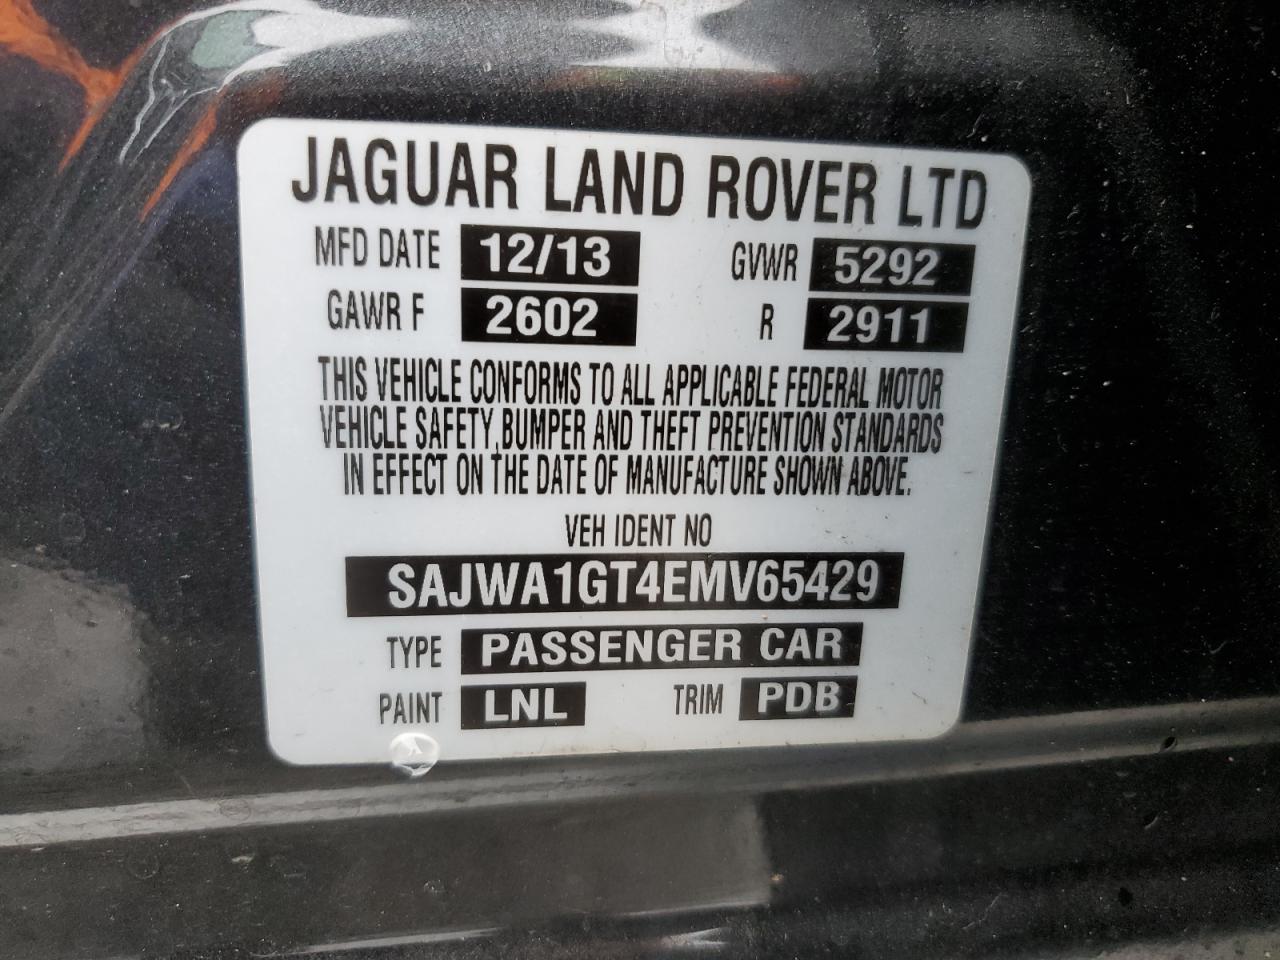 JAGUAR LAND ROVER LTD
MFD DATE 12/13 GVWR 5292
GAWR F 2602 R 2911
THIS VEHICLE CONFORMS TO ALL APPLICABLE FEDERAL MOTOR
VEHICLE SAFETY, BUMPER AND THEFT PREVENTION STANDARDS
IN EFFECT ON THE DATE OF MANUFACTURE SHOWN ABOVE.
VEH IDENT NO
SAJWA1GT4EMV65429
TYPE PASSENGER CAR
PAINT LNL TRIM PDB